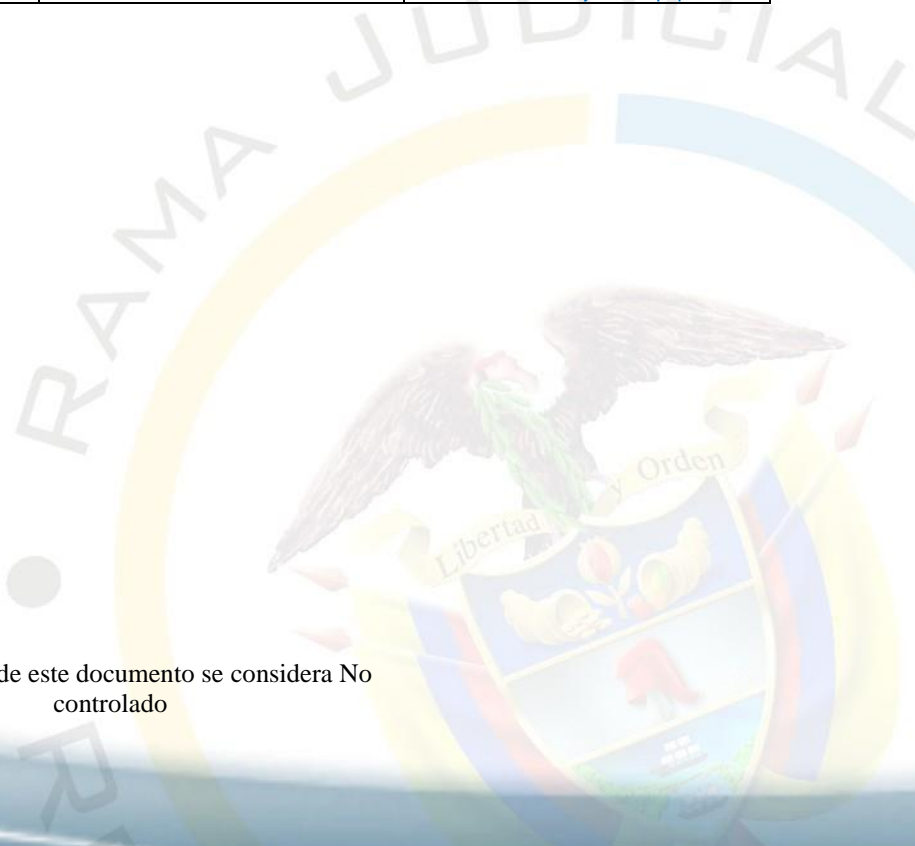 RAMA JUDICIAL
Libertad y Orden
de este documento se considera No
controlado